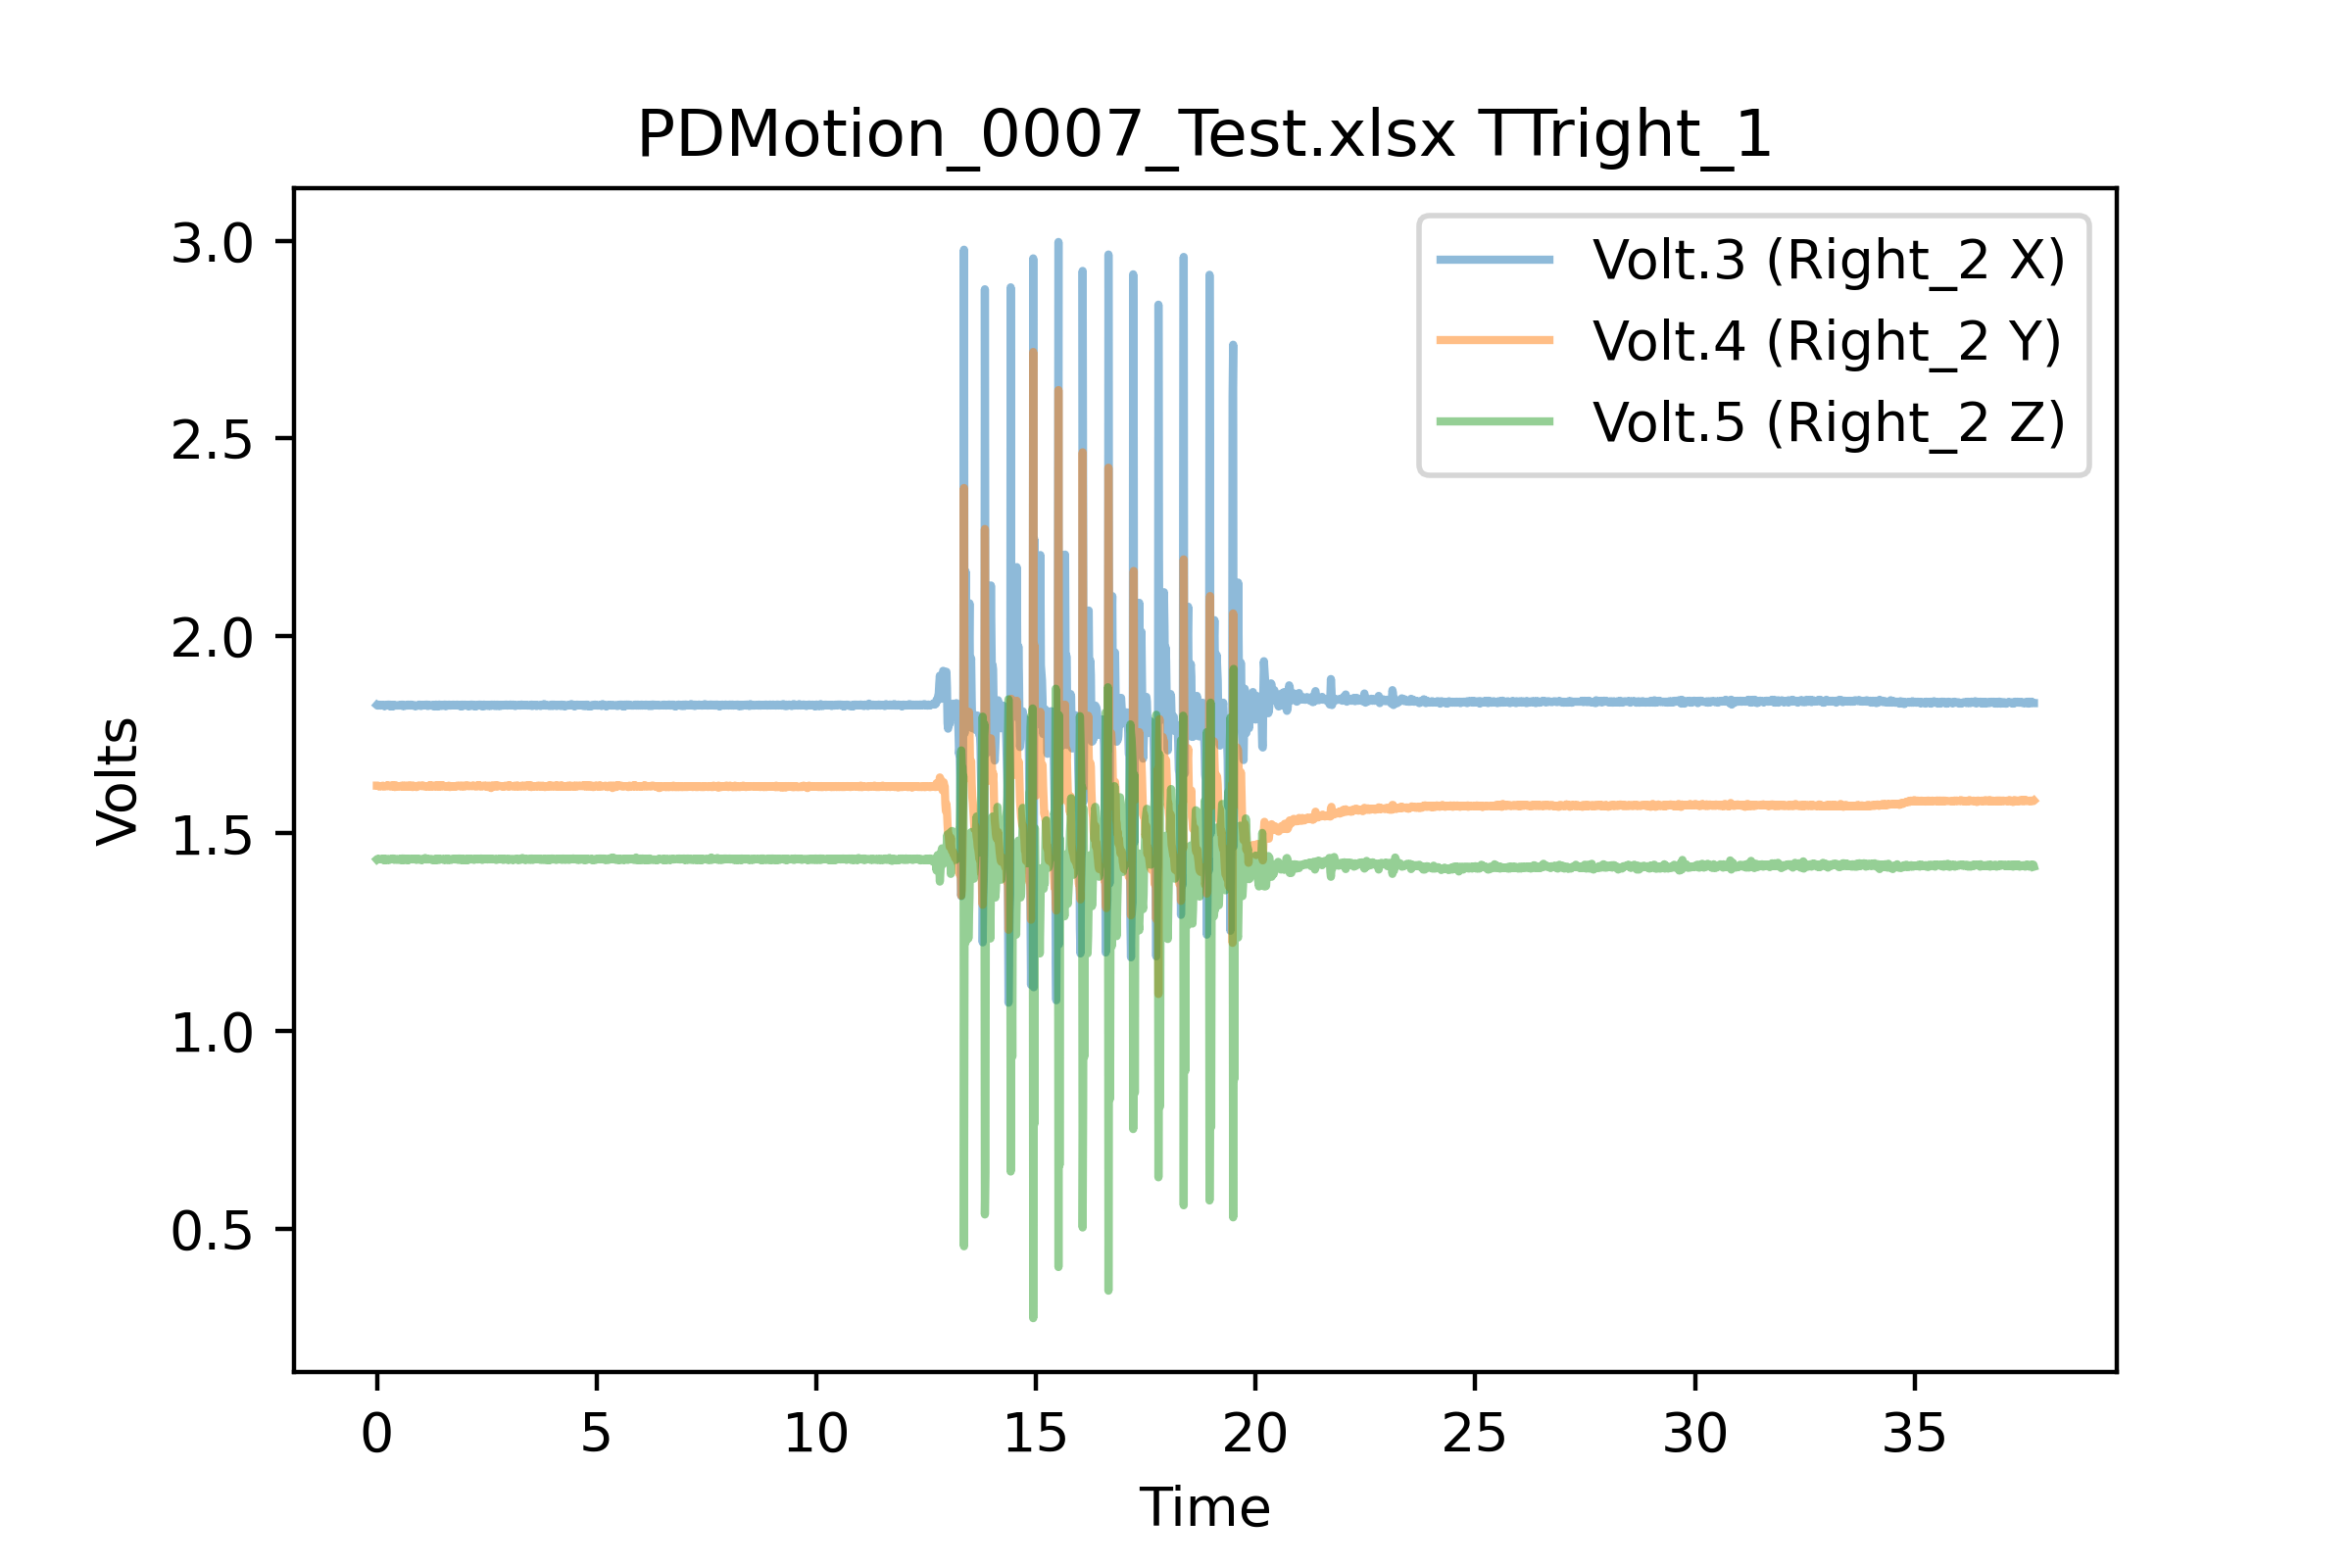 PDMotion_0007_Test.xlsx TTright_1
Volt.3 (Right_2 X)
Volt.4 (Right_2 Y)
Volt.5 (Right_2 Z)
3.0
2.5
2.0
1.5
1.0
0.5
Volts
0 5 10 15 20 25 30 35
Time